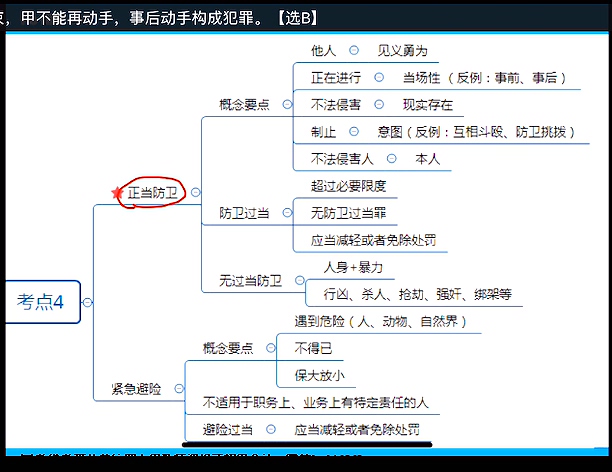 ，甲不能再动手，事后动手构成犯罪。【选B】
他人 见义勇为
正在进行 当场性（反例：事前、事后）
概念要点
不法侵害 现实存在
制止 意图（反例：互相斗殴、防卫挑拨）
不法侵害人 本人
正当防卫
超过必要限度
防卫过当 无防卫过当罪
应当减轻或者免除处罚
人身+暴力
无过当防卫
行凶、杀人、抢劫、强奸、绑架等
考点4
遇到危险（人、动物、自然界）
概念要点 不得已
保大放小
紧急避险
不适用于职务上、业务上有特定责任的人
避险过当 应当减轻或者免除处罚